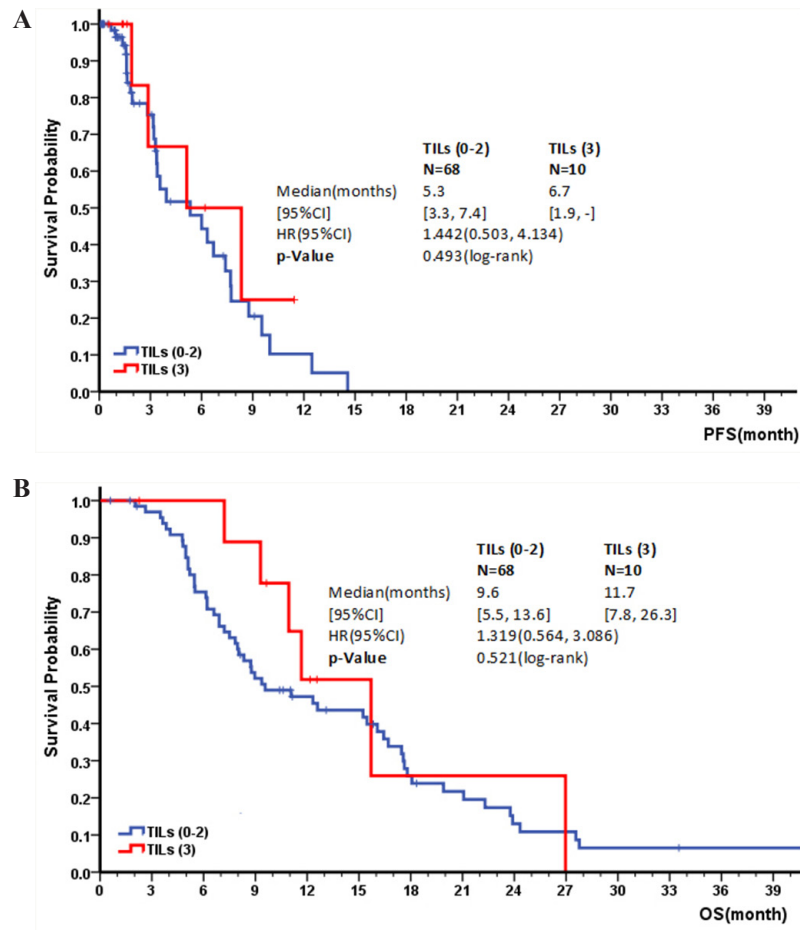 A
Survival Probability
1.0
0.9
0.8
0.7
0.6
0.5
0.4
0.3
0.2
0.1
0.0
TILs (0-2) TILs (3)
N=68 N=10
Median(months) 5.3 6.7
[95%CI] [3.3, 7.4] [1.9, -]
HR(95%CI) 1.442(0.503, 4.134)
p-Value 0.493(log-rank)
TILs (0-2)
TILs (3)
0 3 6 9 12 15 18 21 24 27 30 33 36 39
PFS(month)
B
Survival Probability
1.0
0.9
0.8
0.7
0.6
0.5
0.4
0.3
0.2
0.1
0.0
TILs (0-2) TILs (3)
N=68 N=10
Median(months) 9.6 11.7
[95%CI] [5.5, 13.6] [7.8, 26.3]
HR(95%CI) 1.319(0.564, 3.086)
p-Value 0.521(log-rank)
TILs (0-2)
TILs (3)
0 3 6 9 12 15 18 21 24 27 30 33 36 39
OS(month)